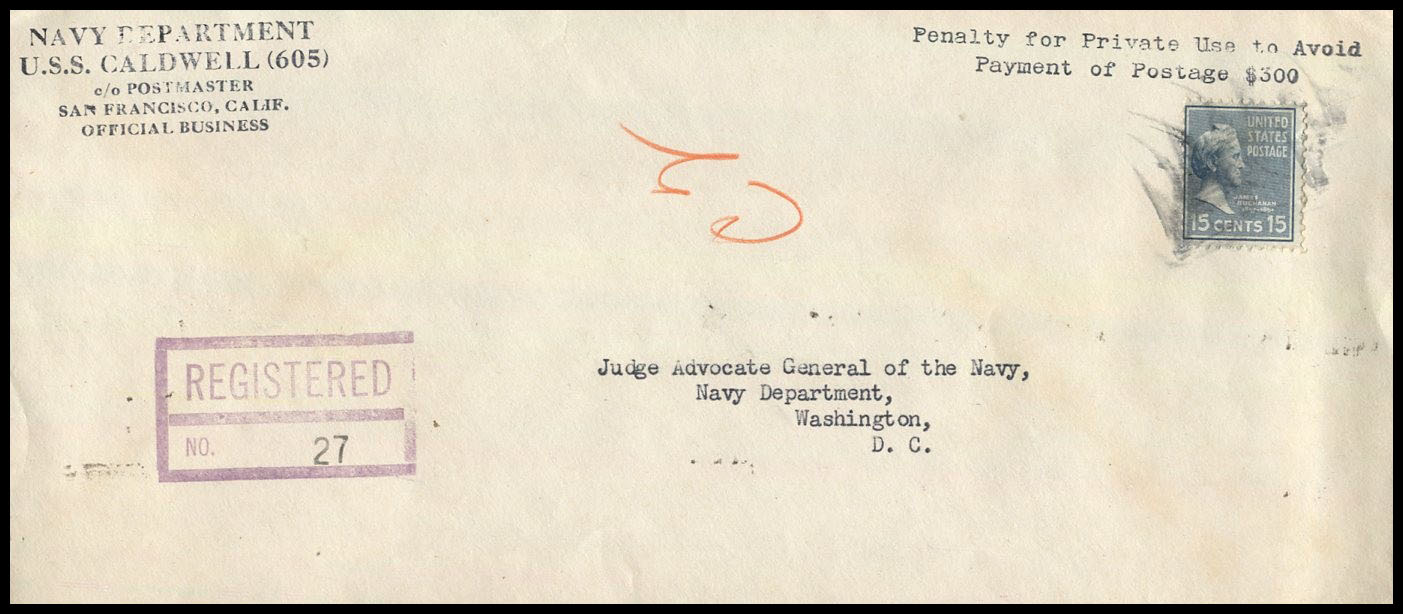 NAVY DEPARTMENT
U.S.S. CALDWELL (605)
c/o POSTMASTER
SAN FRANCISCO, CALIF.
OFFICIAL BUSINESS
Penalty for Private Use to Avoid
Payment of Postage $300
UNITED
STATES
POSTAGE
JAMES
BUCHANAN
15 CENTS 15
REGISTERED
NO. 27
Judge Advocate General of the Navy,
Navy Department,
Washington,
D. C.